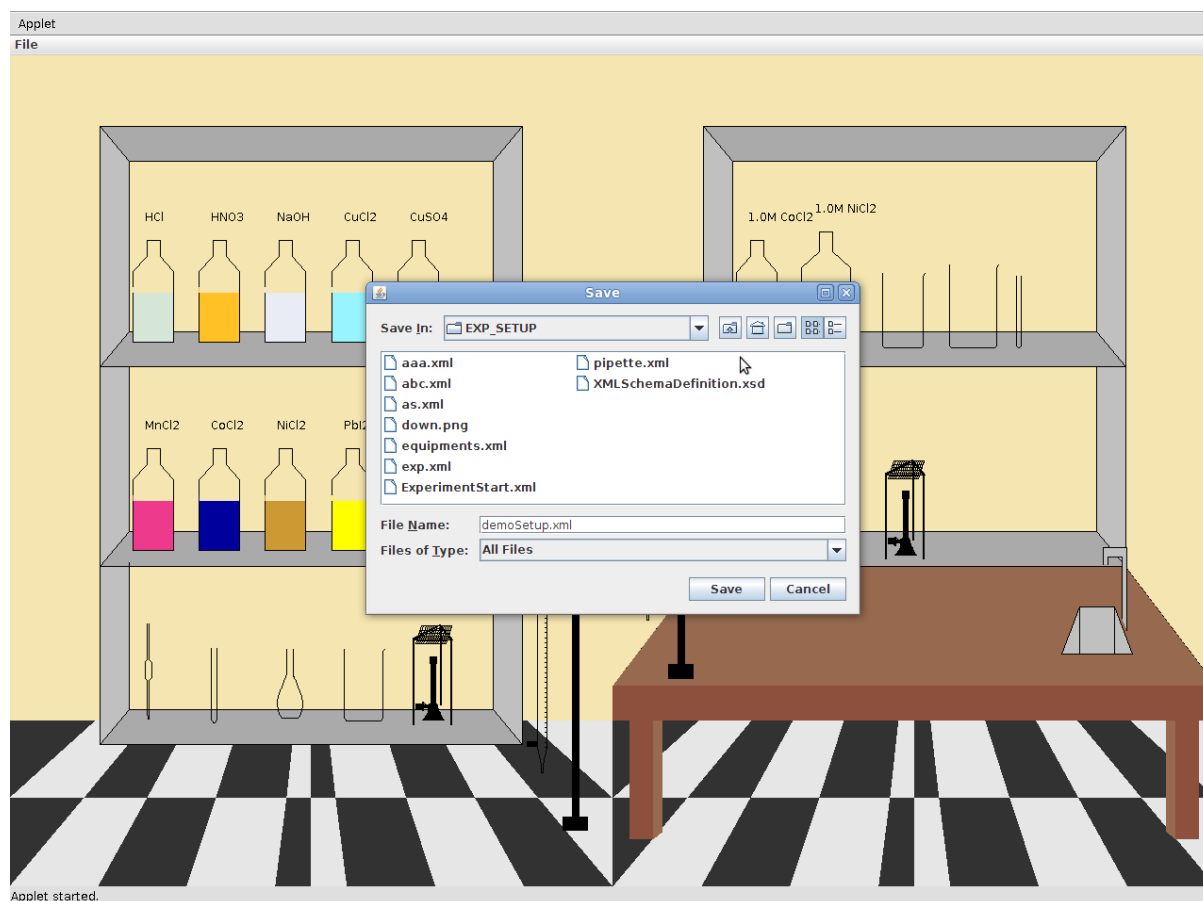 Applet
File
HCl HNO3 NaOH CuCl2 CuSO4
1.0M CoCl2 1.0M NiCl2
Save
Save In: EXP_SETUP
aaa.xml pipette.xml
abc.xml XMLSchemaDefinition.xsd
as.xml
down.png
equipments.xml
exp.xml
ExperimentStart.xml
MnCl2 CoCl2 NiCl2
File Name: demoSetup.xml
Files of Type: All Files
Save Cancel
Applet started.